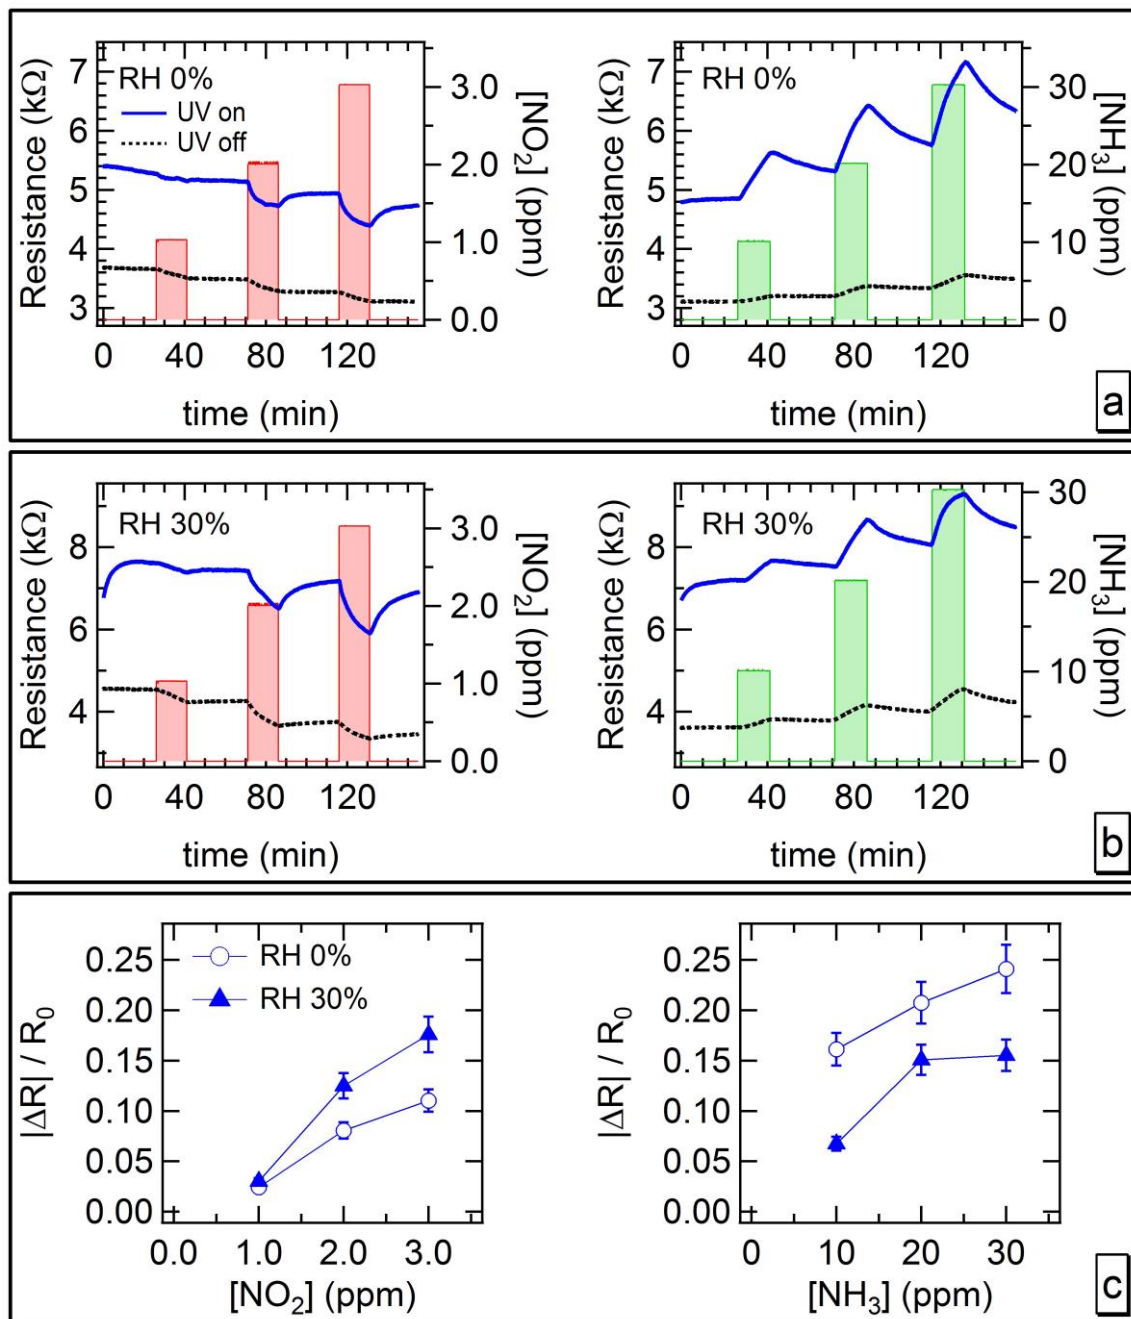 RH 0%
UV on
UV off
Resistance (kΩ)
7
6
5
4
3
[NO2] (ppm)
3.0
2.0
1.0
0.0
0 40 80 120
time (min)
RH 0%
Resistance (kΩ)
7
6
5
4
3
[NH3] (ppm)
30
20
10
0
0 40 80 120
time (min)
a
RH 30%
Resistance (kΩ)
8
6
4
[NO2] (ppm)
3.0
2.0
1.0
0.0
0 40 80 120
time (min)
RH 30%
Resistance (kΩ)
8
6
4
[NH3] (ppm)
30
20
10
0
0 40 80 120
time (min)
b
RH 0%
RH 30%
|ΔR| / R0
0.25
0.20
0.15
0.10
0.05
0.00
0.0 1.0 2.0 3.0
[NO2] (ppm)
|ΔR| / R0
0.25
0.20
0.15
0.10
0.05
0.00
0 10 20 30
[NH3] (ppm)
c